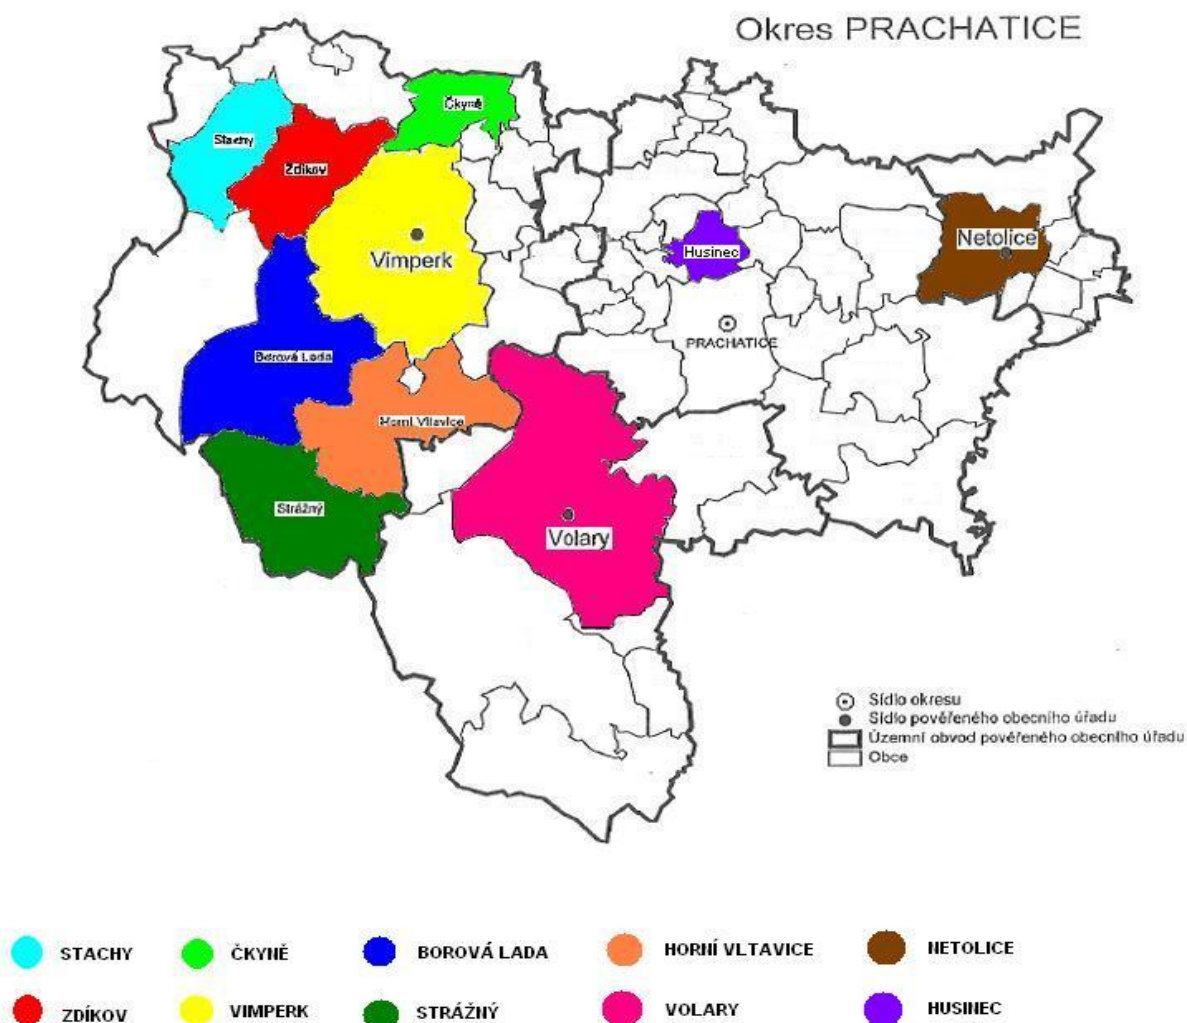 Okres PRACHATICE
Čkyně
Stachy
Zdíkov
Vimperk
Husinec
Netolice
PRACHATICE
Borová Lada
Horní Vltavice
Strážný
Volary
Sídlo okresu
Sídlo pověřeného obecního úřadu
Územní obvod pověřeného obecního úřadu
Obce
STACHY
ČKYNĚ
BOROVÁ LADA
HORNÍ VLTAVICE
NETOLICE
ZDÍKOV
VIMPERK
STRÁŽNÝ
VOLARY
HUSINEC